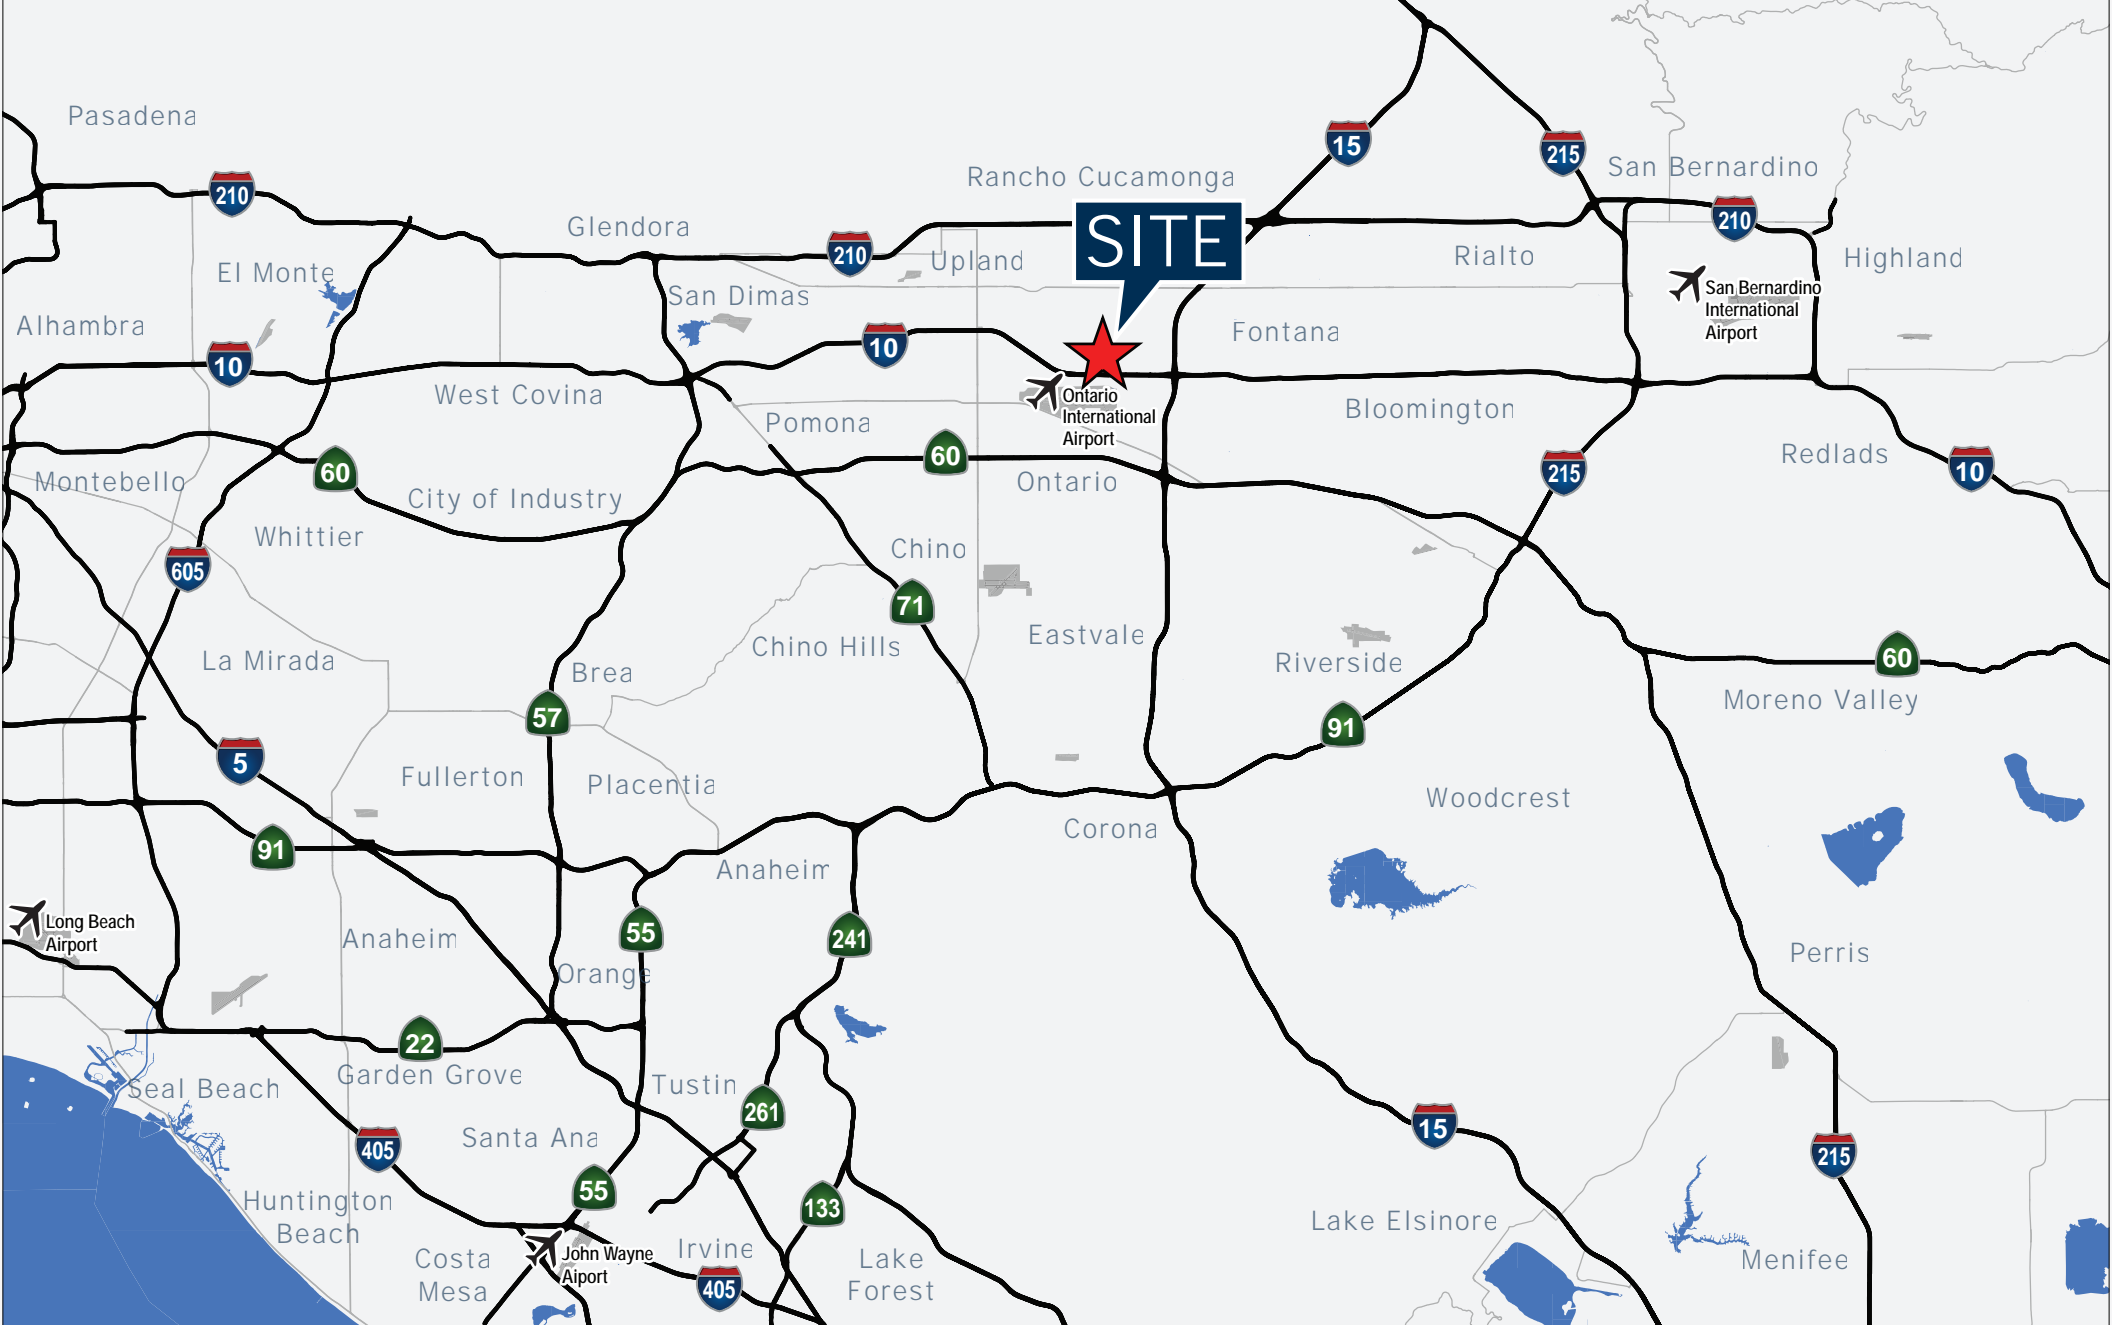 Pasadena
15
215
San Bernardino
Rancho Cucamonga
210
SITE
210
Glendora
210
Upland
Rialto
Highland
El Monte
San Dimas
San Bernardino
International
Airport
Alhambra
10
10
Fontana
West Covina
Pomona
Ontario
International
Airport
Bloomington
Redlads
10
60
60
215
Montebello
City of Industry
Ontario
Whittier
605
Chino
71
Eastvale
Chino Hills
La Mirada
Brea
Riverside
60
Moreno Valley
57
91
5
Fullerton
Placentia
Woodcrest
Corona
91
Anaheim
Long Beach
Airport
Anaheim
55
241
Orange
Perris
22
Garden Grove
Seal Beach
Tustin
261
15
Santa Ana
405
215
55
133
Huntington
Beach
Lake Elsinore
Costa
Mesa
John Wayne
Aiport
Irvine
405
Lake
Forest
Menifee